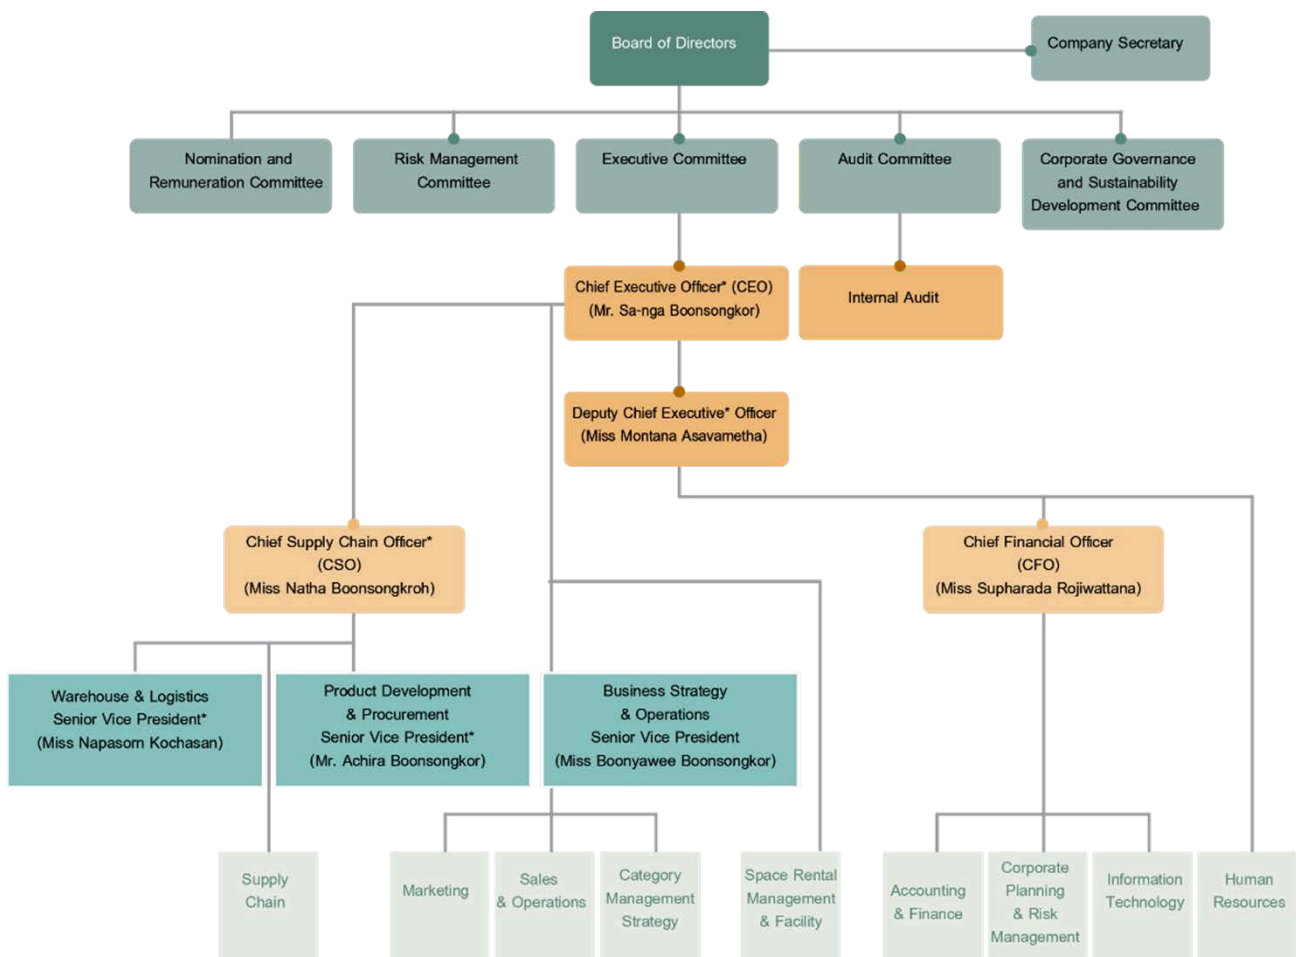 Board of Directors
Company Secretary
Nomination and
Remuneration Committee
Risk Management
Committee
Executive Committee
Audit Committee
Corporate Governance
and Sustainability
Development Committee
Chief Executive Officer* (CEO)
(Mr. Sa-nga Boonsongkor)
Internal Audit
Deputy Chief Executive* Officer
(Miss Montana Asavametha)
Chief Supply Chain Officer*
(CSO)
(Miss Natha Boonsongkroh)
Chief Financial Officer
(CFO)
(Miss Supharada Rojiwattana)
Warehouse & Logistics
Senior Vice President*
(Miss Napasorn Kochasan)
Product Development
& Procurement
Senior Vice President*
(Mr. Achira Boonsongkor)
Business Strategy
& Operations
Senior Vice President
(Miss Boonyawee Boonsongkor)
Supply
Chain
Marketing
Sales
& Operations
Category
Management
Strategy
Space Rental
Management
& Facility
Accounting
& Finance
Corporate
Planning
& Risk
Management
Information
Technology
Human
Resources